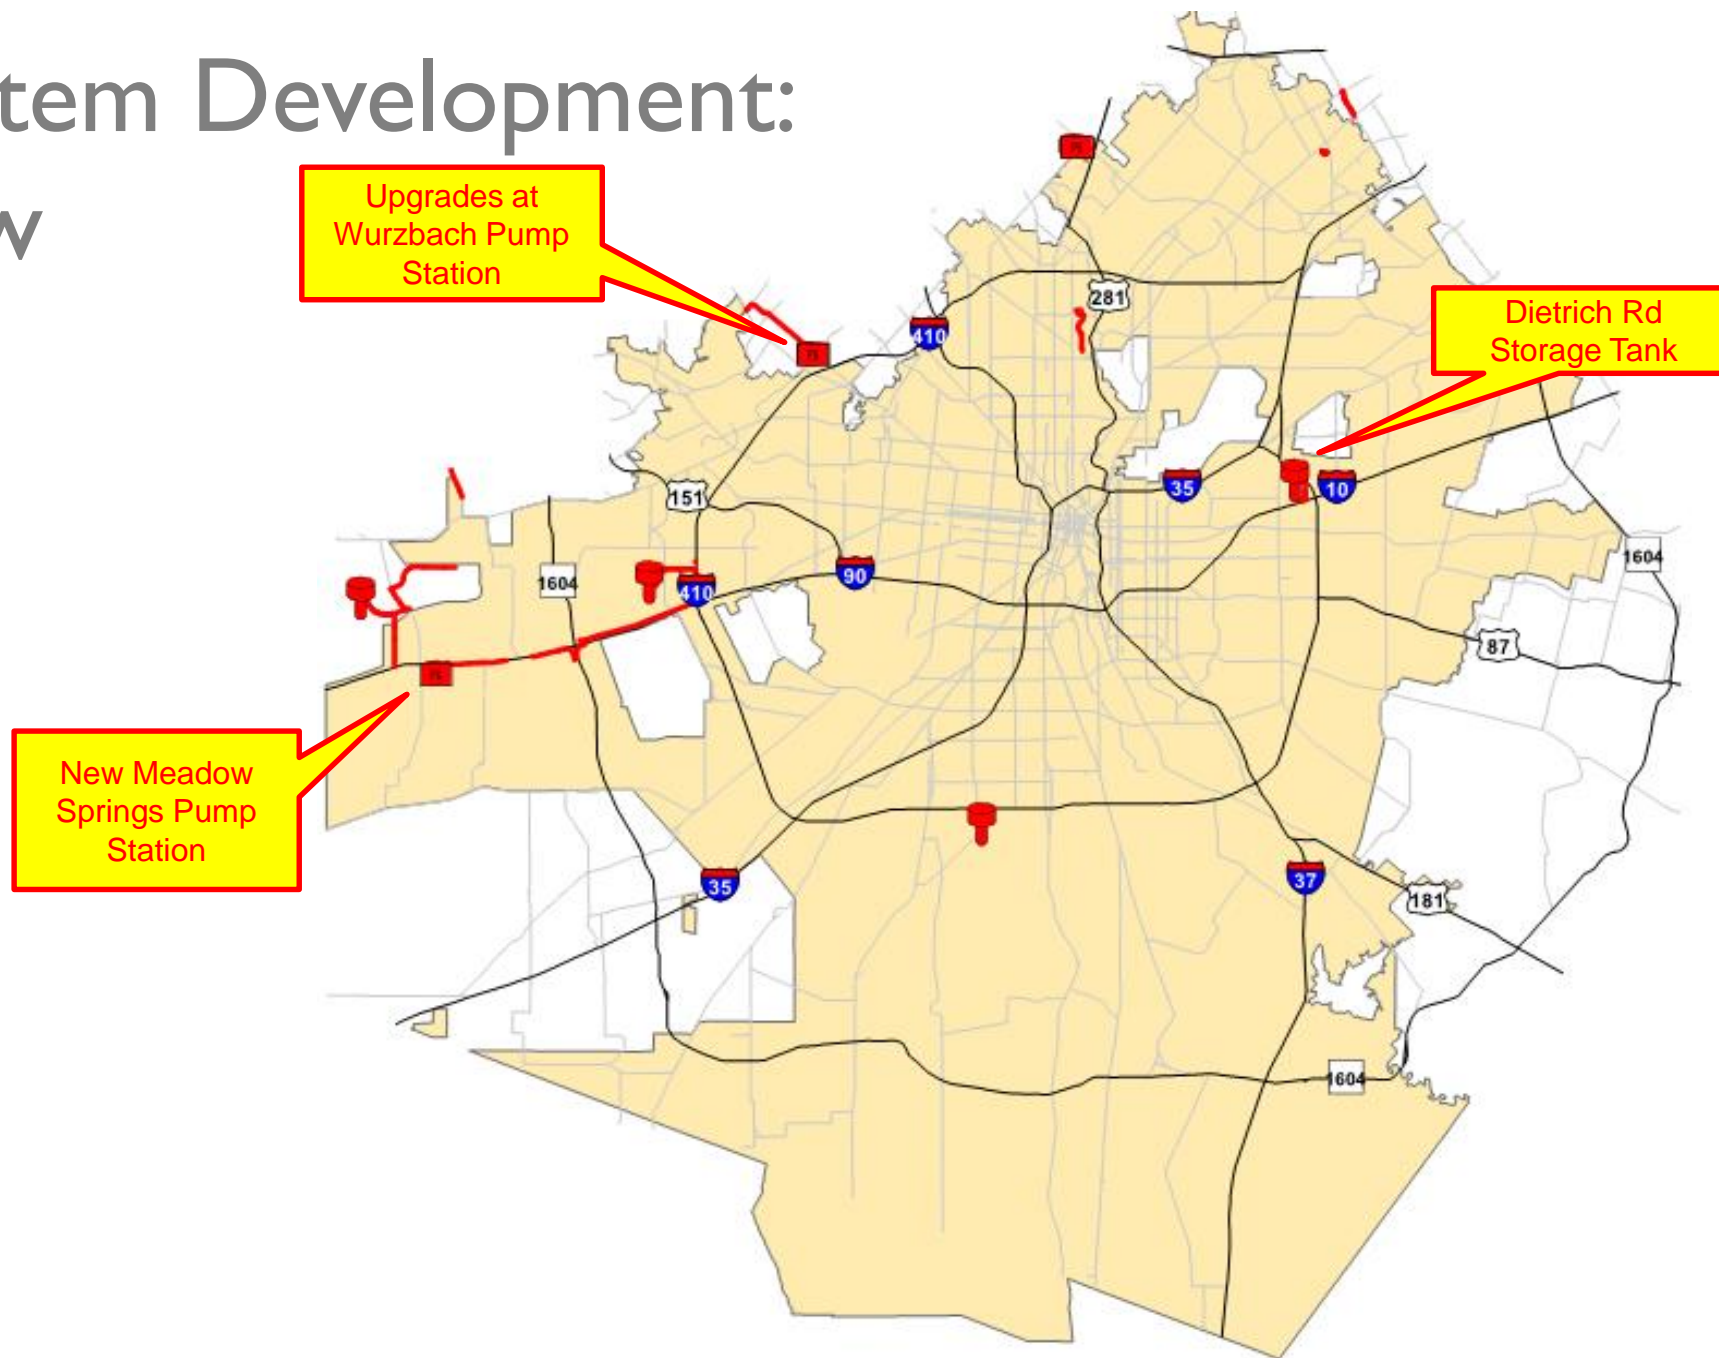 tem Development:
w
Upgrades at
Wurzbach Pump
Station
281
410
Dietrich Rd
Storage Tank
151
35
10
1604
90
1604
410
87
New Meadow
Springs Pump
Station
35
37
181
1604